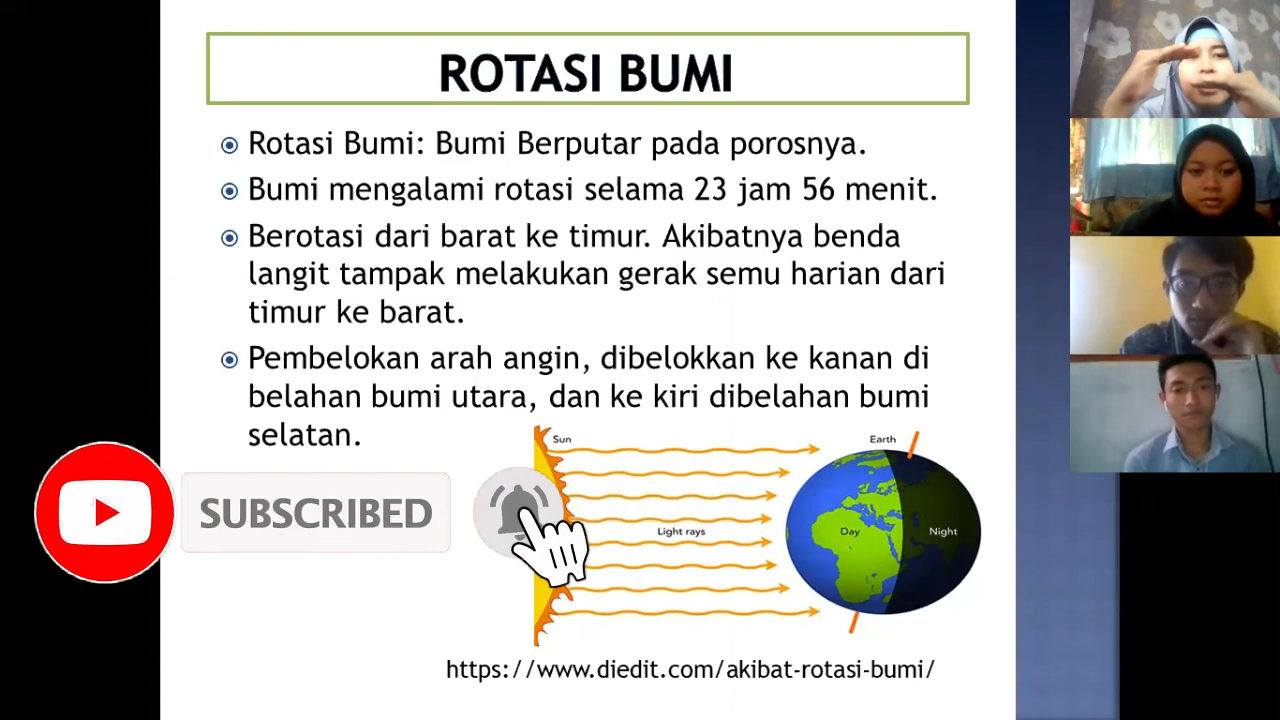 ROTASI BUMI
Rotasi Bumi: Bumi Berputar pada porosnya.
Bumi mengalami rotasi selama 23 jam 56 menit.
Berotasi dari barat ke timur. Akibatnya benda
langit tampak melakukan gerak semu harian dari
timur ke barat.
Pembelokan arah angin, dibelokkan ke kanan di
belahan bumi utara, dan ke kiri dibelahan bumi
selatan.
Sun
Earth
SUBSCRIBED
Light rays
Day
Night
https://www.diedit.com/akibat-rotasi-bumi/